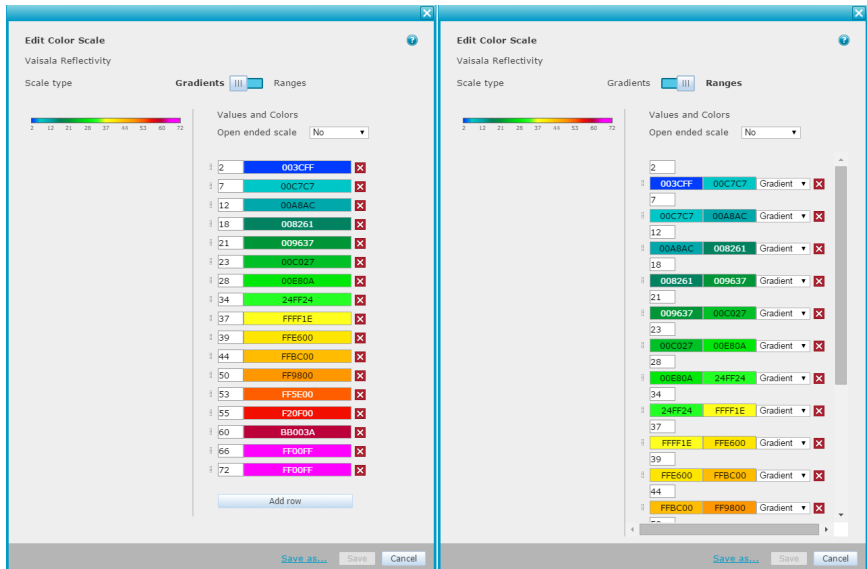 Edit Color Scale
Vaisala Reflectivity
Scale type Gradients Ranges
Values and Colors
Open ended scale No
2 12 21 28 37 44 53 60 72
2 003CFF
7 00C7C7
12 00A8AC
18 008261
21 009637
23 00C027
28 00E80A
34 24FF24
37 FFFF1E
39 FFE600
44 FFBC00
50 FF9800
53 FF5E00
55 F20F00
60 BB003A
66 FF00FF
72 FF00FF
Add row
Save as... Save Cancel
Edit Color Scale
Vaisala Reflectivity
Scale type Gradients Ranges
Values and Colors
Open ended scale No
2 12 21 28 37 44 53 60 72
2
003CFF 00C7C7 Gradient
7
00C7C7 00A8AC Gradient
12
00A8AC 008261 Gradient
18
008261 009637 Gradient
21
009637 00C027 Gradient
23
00C027 00E80A Gradient
28
00E80A 24FF24 Gradient
34
24FF24 FFFF1E Gradient
37
FFFF1E FFE600 Gradient
39
FFE600 FFBC00 Gradient
44
FFBC00 FF9800 Gradient
Save as... Save Cancel